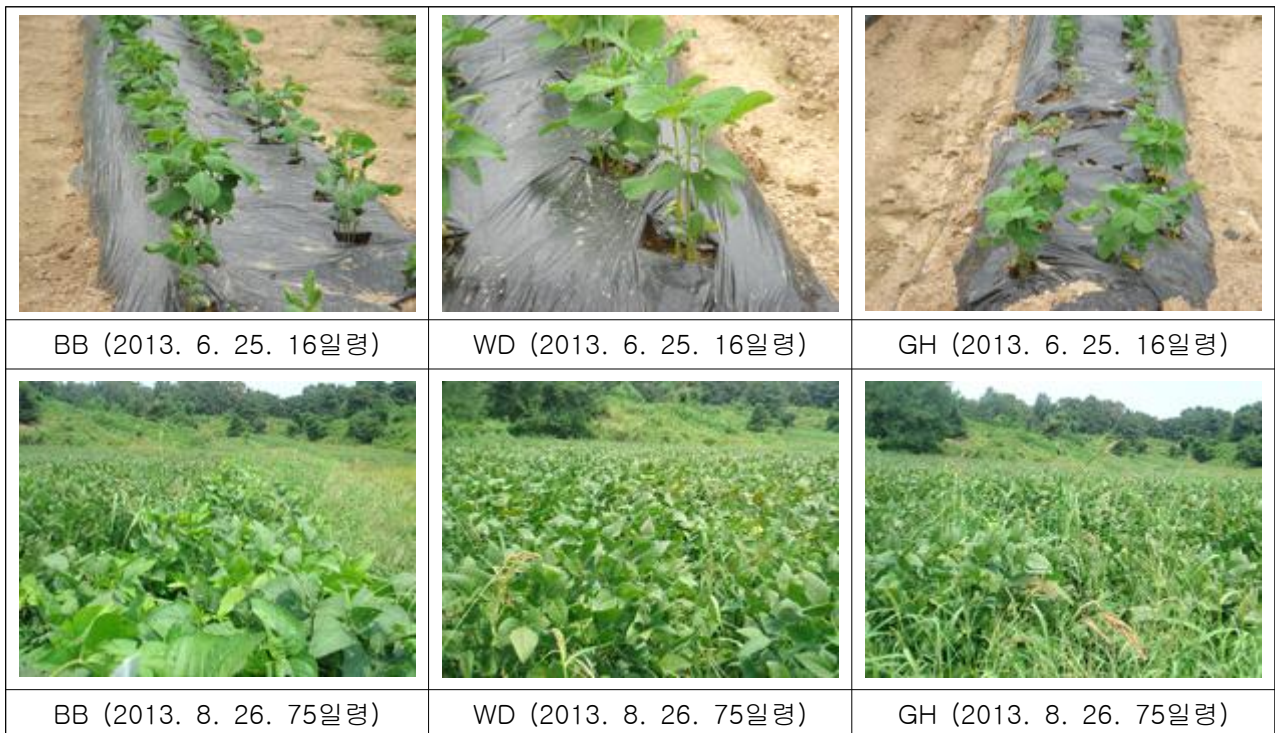 BB (2013. 6. 25. 16일령)
WD (2013. 6. 25. 16일령)
GH (2013. 6. 25. 16일령)
BB (2013. 8. 26. 75일령)
WD (2013. 8. 26. 75일령)
GH (2013. 8. 26. 75일령)